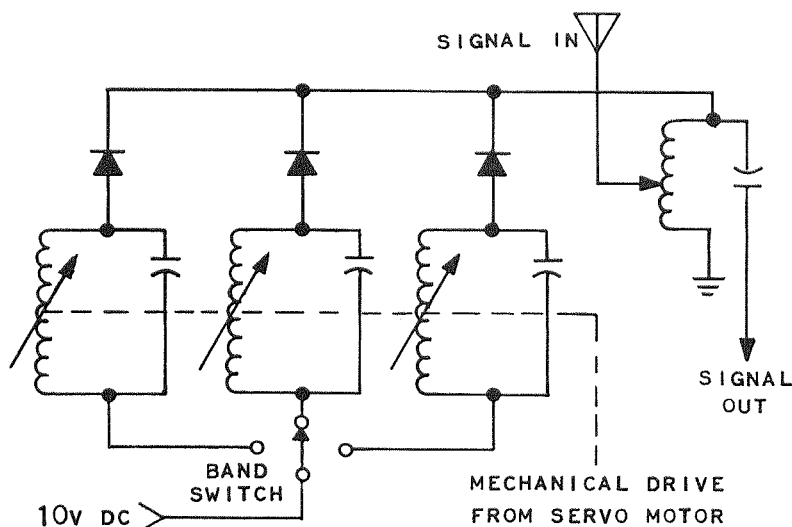 SIGNAL IN
SIGNAL
OUT
BAND
SWITCH
MECHANICAL DRIVE
FROM SERVO MOTOR
10V DC